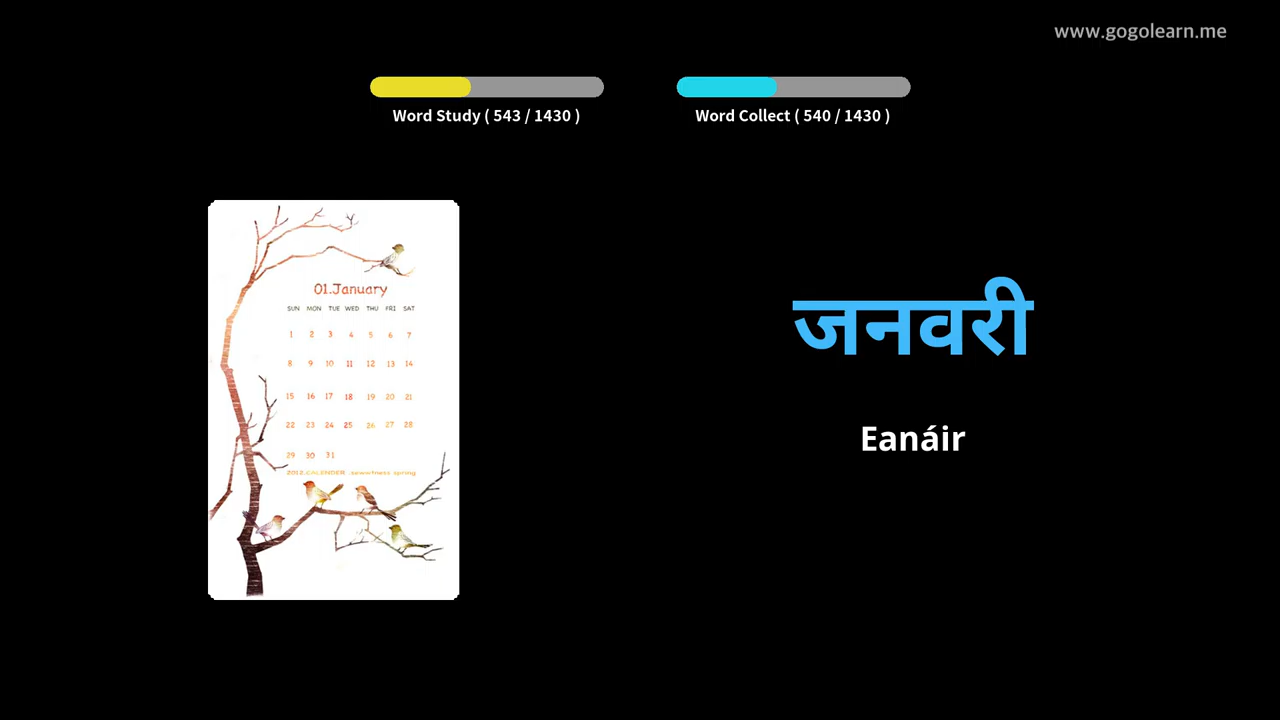 www.gogolearn.me
Word Study ( 543 / 1430 )
Word Collect ( 540 / 1430 )
01.January
SUN MON TUE WED THU FRI SAT
1 2 3 4 5 6 7
8 9 10 11 12 13 14
15 16 17 18 19 20 21
22 23 24 25 26 27 28
29 30 31
2012.CALENDER
जनवरी
Eanáir